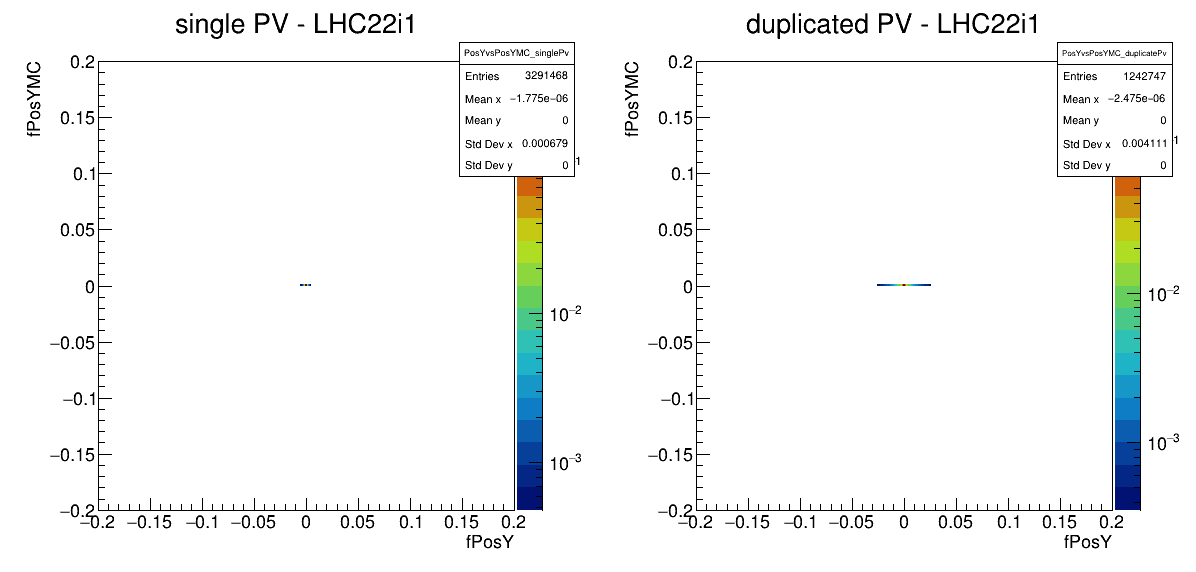 single PV - LHC22i1
PosYvsPosYMC_singlePv
Entries 3291468
Mean x −1.775e−06
Mean y 0
Std Dev x 0.000679
Std Dev y 0
fPosYMC
0.2
0.15
0.1
0.05
0
−0.05
−0.1
−0.15
−0.2
−0.2 −0.15 −0.1 −0.05 0 0.05 0.1 0.15 0.2
fPosY
1
10−2
10−3
duplicated PV - LHC22i1
PosYvsPosYMC_duplicatePv
Entries 1242747
Mean x −2.475e−06
Mean y 0
Std Dev x 0.004111
Std Dev y 0
fPosYMC
0.2
0.15
0.1
0.05
0
−0.05
−0.1
−0.15
−0.2
−0.2 −0.15 −0.1 −0.05 0 0.05 0.1 0.15 0.2
fPosY
1
10−2
10−3